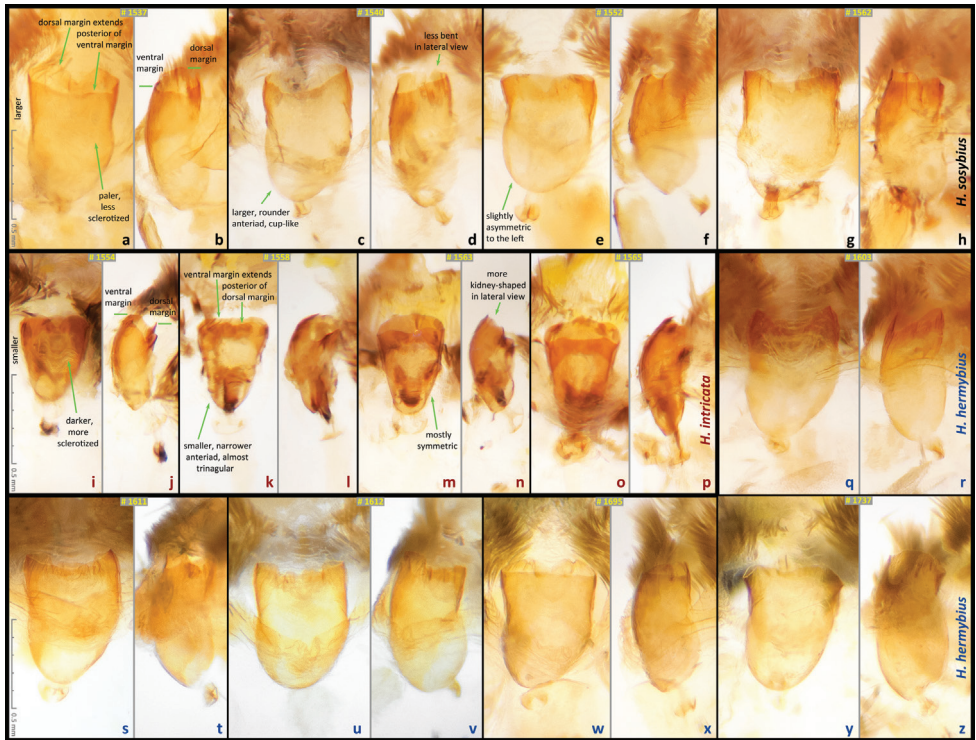 # 1537
# 1540
# 1552
# 1562
dorsal margin extends
posterior of
ventral margin
ventral
margin
dorsal
margin
less bent
in lateral view
larger
paler,
less
sclerotized
larger, rounder
anteriad, cup-like
slightly
asymmetric
to the left
0.5 mm
a
b
c
d
e
f
g
h
H. sosybius
# 1554
# 1558
# 1563
# 1565
# 1603
ventral
margin
dorsal
margin
ventral margin extends
posterior of
dorsal margin
more
kidney-shaped
in lateral view
smaller
darker,
more
sclerotized
smaller, narrower
anteriad, almost
trinagular
mostly
symmetric
0.5 mm
i
j
k
l
m
n
o
p
H. intricata
q
r
H. hermybius
# 1611
# 1612
# 1695
# 1737
0.5 mm
s
t
u
v
w
x
y
z
H. hermybius